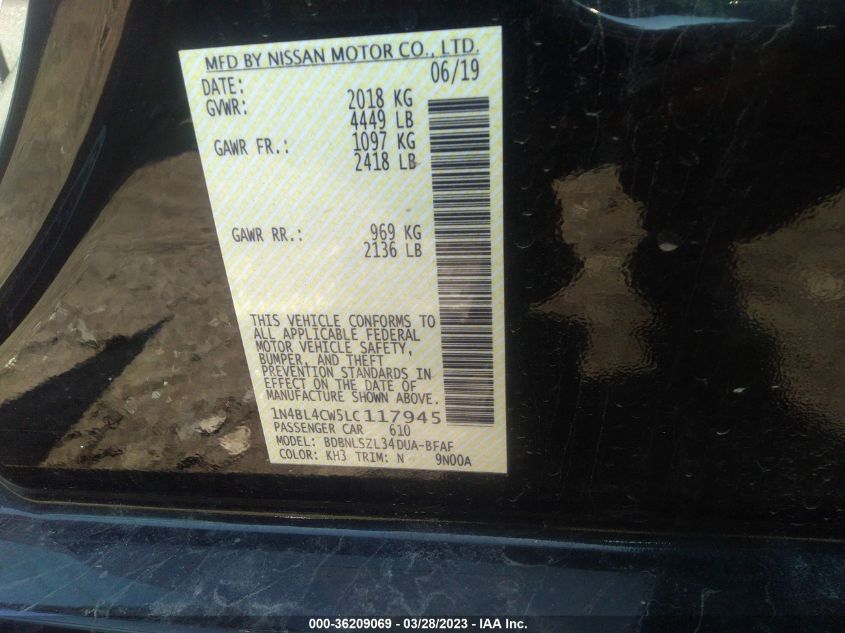 MFD BY NISSAN MOTOR CO., LTD.
DATE: 06/19
GVWR: 2018 KG
4449 LB
GAWR FR.: 1097 KG
2418 LB
GAWR RR.: 969 KG
2136 LB
THIS VEHICLE CONFORMS TO
ALL APPLICABLE FEDERAL
MOTOR VEHICLE SAFETY,
BUMPER, AND THEFT
PREVENTION STANDARDS IN
EFFECT ON THE DATE OF
MANUFACTURE SHOWN ABOVE.
1N4BL4CW5LC117945
PASSENGER CAR 610
MODEL: BDBNLSZL34DUA-BFAF
COLOR: KH3 TRIM: N 9N00A
000-36209069 - 03/28/2023 - IAA Inc.